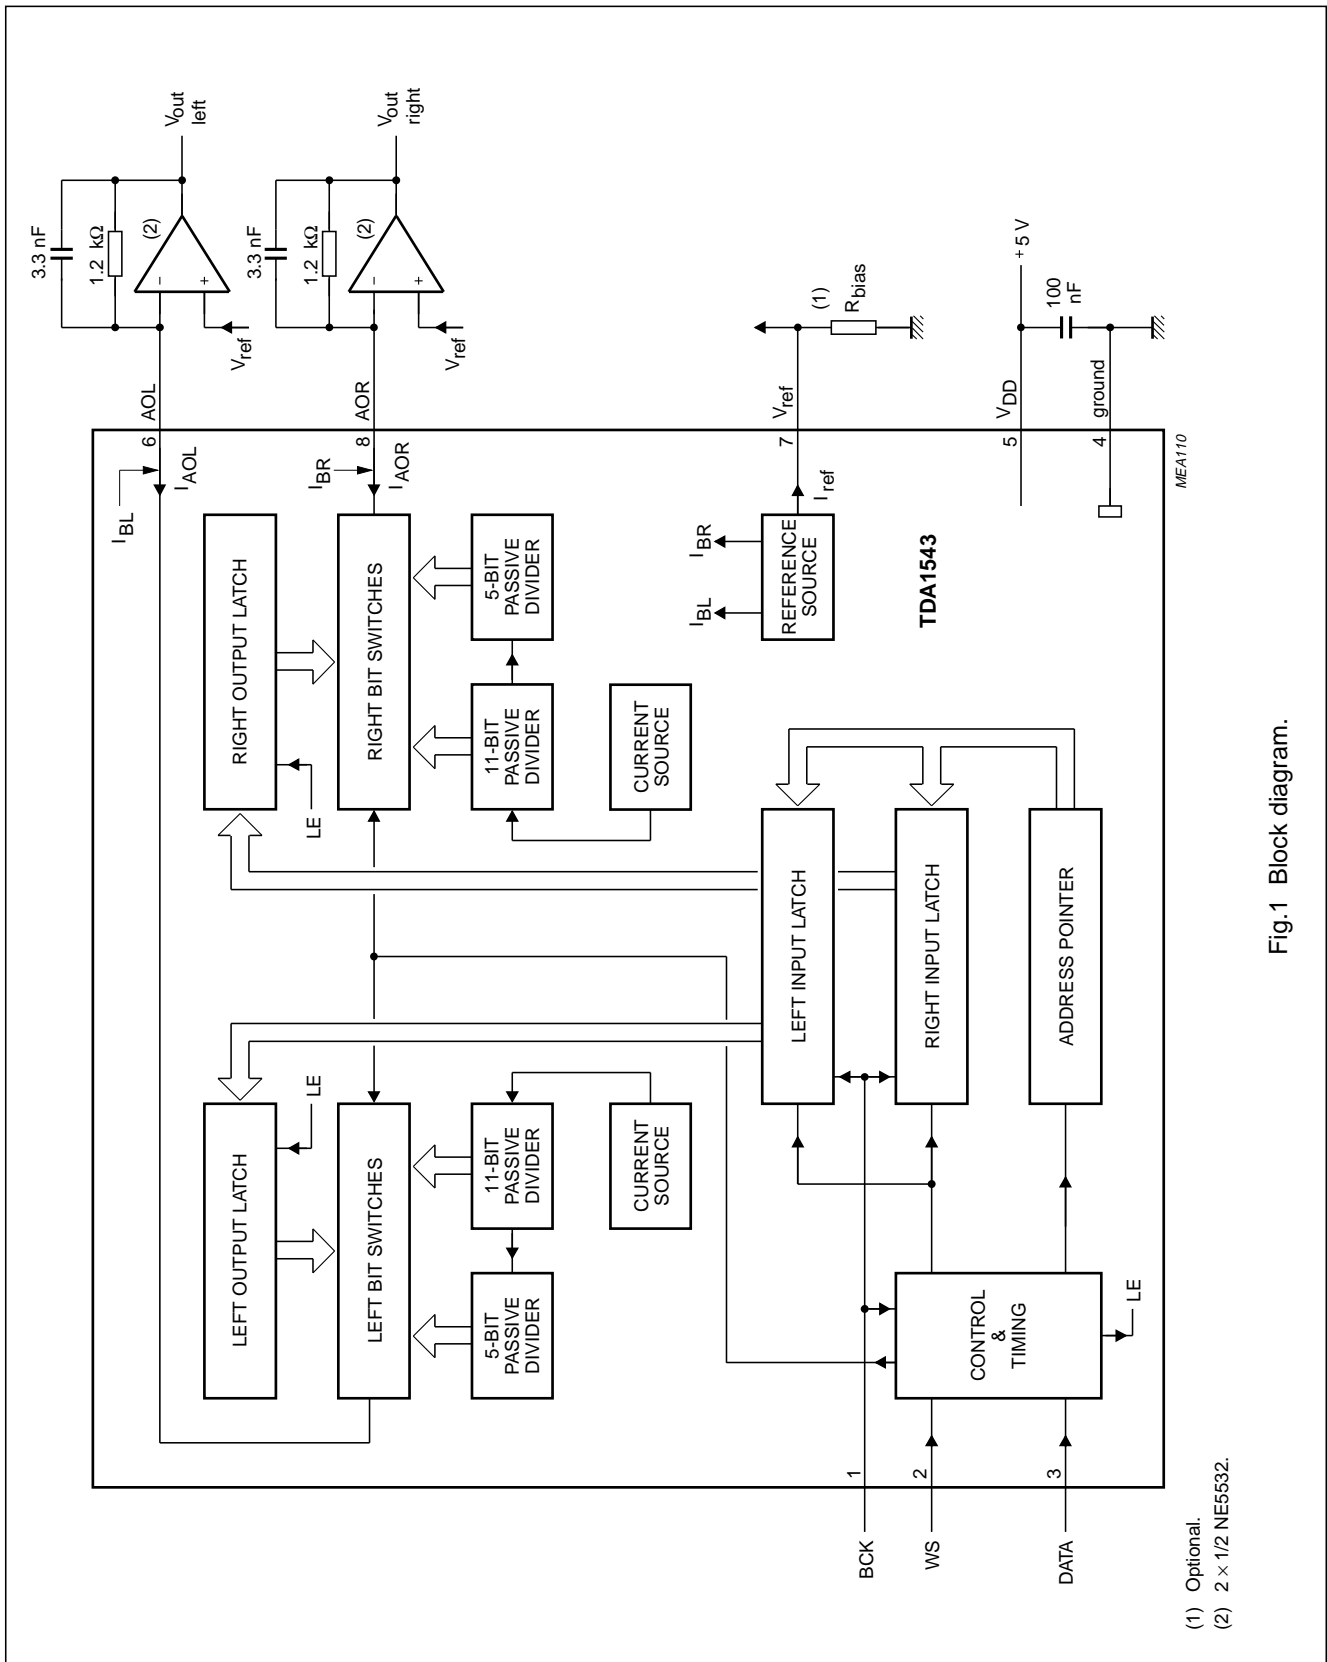 3.3 nF
1.2 kΩ
(2)
−
+
Vref
Vout
left
3.3 nF
1.2 kΩ
(2)
−
+
Vref
Vout
right
(1)
Rbias
+ 5 V
100
nF
AOL
AOR
Vref
VDD
ground
6
8
7
5
4
IBL
IAOL
IBR
IAOR
Iref
IBL
IBR
REFERENCE
SOURCE
TDA1543
MEA110
RIGHT OUTPUT LATCH
LE
RIGHT BIT SWITCHES
11-BIT
PASSIVE
DIVIDER
5-BIT
PASSIVE
DIVIDER
CURRENT
SOURCE
LEFT OUTPUT LATCH
LE
LEFT BIT SWITCHES
5-BIT
PASSIVE
DIVIDER
11-BIT
PASSIVE
DIVIDER
CURRENT
SOURCE
LEFT INPUT LATCH
RIGHT INPUT LATCH
ADDRESS POINTER
CONTROL
&
TIMING
LE
1
2
3
BCK
WS
DATA
(1) Optional.
(2) 2 × 1/2 NE5532.
Fig.1 Block diagram.